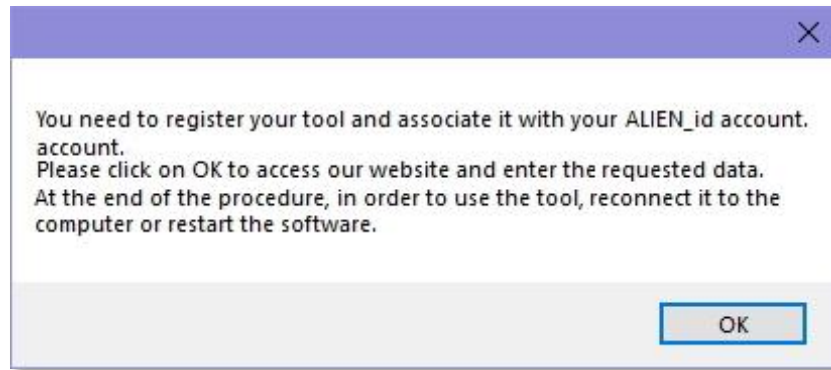 You need to register your tool and associate it with your ALIEN_id account.
account.
Please click on OK to access our website and enter the requested data.
At the end of the procedure, in order to use the tool, reconnect it to the
computer or restart the software.
OK